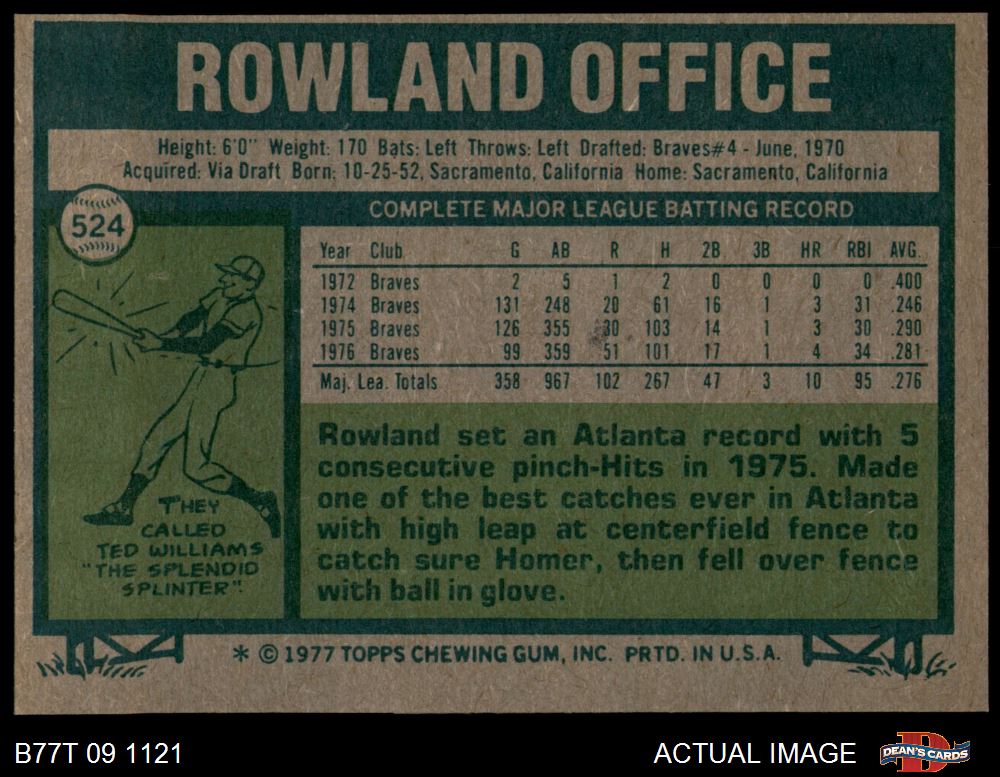 ROWLAND OFFICE
Height: 6'0" Weight: 170 Bats: Left Throws: Left Drafted: Braves#4 - June, 1970
Acquired: Via Draft Born: 10-25-52, Sacramento, California Home: Sacramento, California
524
COMPLETE MAJOR LEAGUE BATTING RECORD
Year Club G AB R H 2B 3B HR RBI AVG.
1972 Braves 2 5 1 2 0 0 0 0 .400
1974 Braves 131 248 20 61 16 1 3 31 .246
1975 Braves 126 355 30 103 14 1 3 30 .290
1976 Braves 99 359 51 101 17 1 4 34 .281
Maj. Lea. Totals 358 967 102 267 47 3 10 95 .276
THEY
CALLED
TED WILLIAMS
"THE SPLENDID
SPLINTER".
Rowland set an Atlanta record with 5
consecutive pinch-Hits in 1975. Made
one of the best catches ever in Atlanta
with high leap at centerfield fence to
catch sure Homer, then fell over fence
with ball in glove.
* © 1977 TOPPS CHEWING GUM, INC. PRTD. IN U.S.A.
B77T 09 1121
ACTUAL IMAGE
DEAN'S CARDS